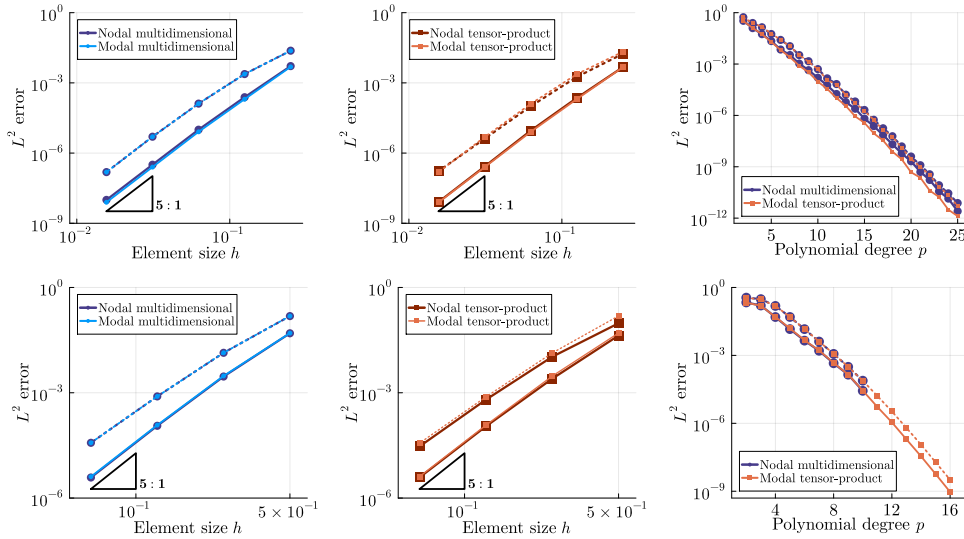 10^0
10^-3
10^-6
10^-9
L^2 error
Nodal multidimensional
Modal multidimensional
5 : 1
10^-2
10^-1
Element size h
10^0
10^-3
10^-6
10^-9
L^2 error
Nodal tensor-product
Modal tensor-product
5 : 1
10^-2
10^-1
Element size h
10^0
10^-3
10^-6
10^-9
10^-12
L^2 error
Nodal multidimensional
Modal tensor-product
5 10 15 20 25
Polynomial degree p
10^0
10^-3
10^-6
L^2 error
Nodal multidimensional
Modal multidimensional
5 : 1
10^-1
5 × 10^-1
Element size h
10^0
10^-3
10^-6
L^2 error
Nodal tensor-product
Modal tensor-product
5 : 1
10^-1
5 × 10^-1
Element size h
10^0
10^-3
10^-6
10^-9
L^2 error
Nodal multidimensional
Modal tensor-product
4 8 12 16
Polynomial degree p